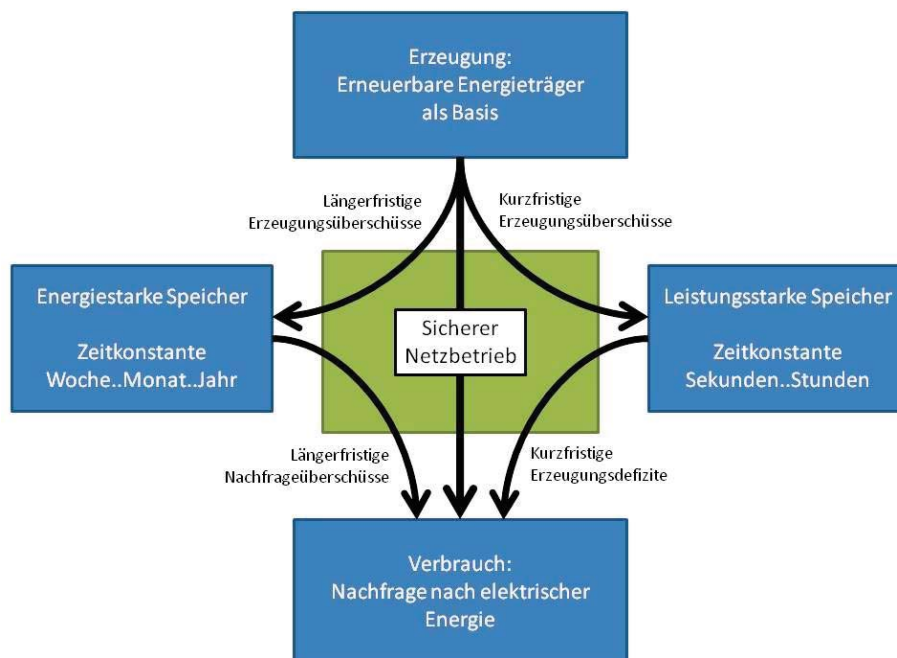 Erzeugung:
Erneuerbare Energieträger
als Basis
Längerfristige
Erzeugungsüberschüsse
Kurzfristige
Erzeugungsüberschüsse
Energiestarke Speicher
Zeitkonstante
Woche..Monat..Jahr
Sicherer
Netzbetrieb
Leistungsstarke Speicher
Zeitkonstante
Sekunden..Stunden
Längerfristige
Nachfrageüberschüsse
Kurzfristige
Erzeugungsdefizite
Verbrauch:
Nachfrage nach elektrischer
Energie